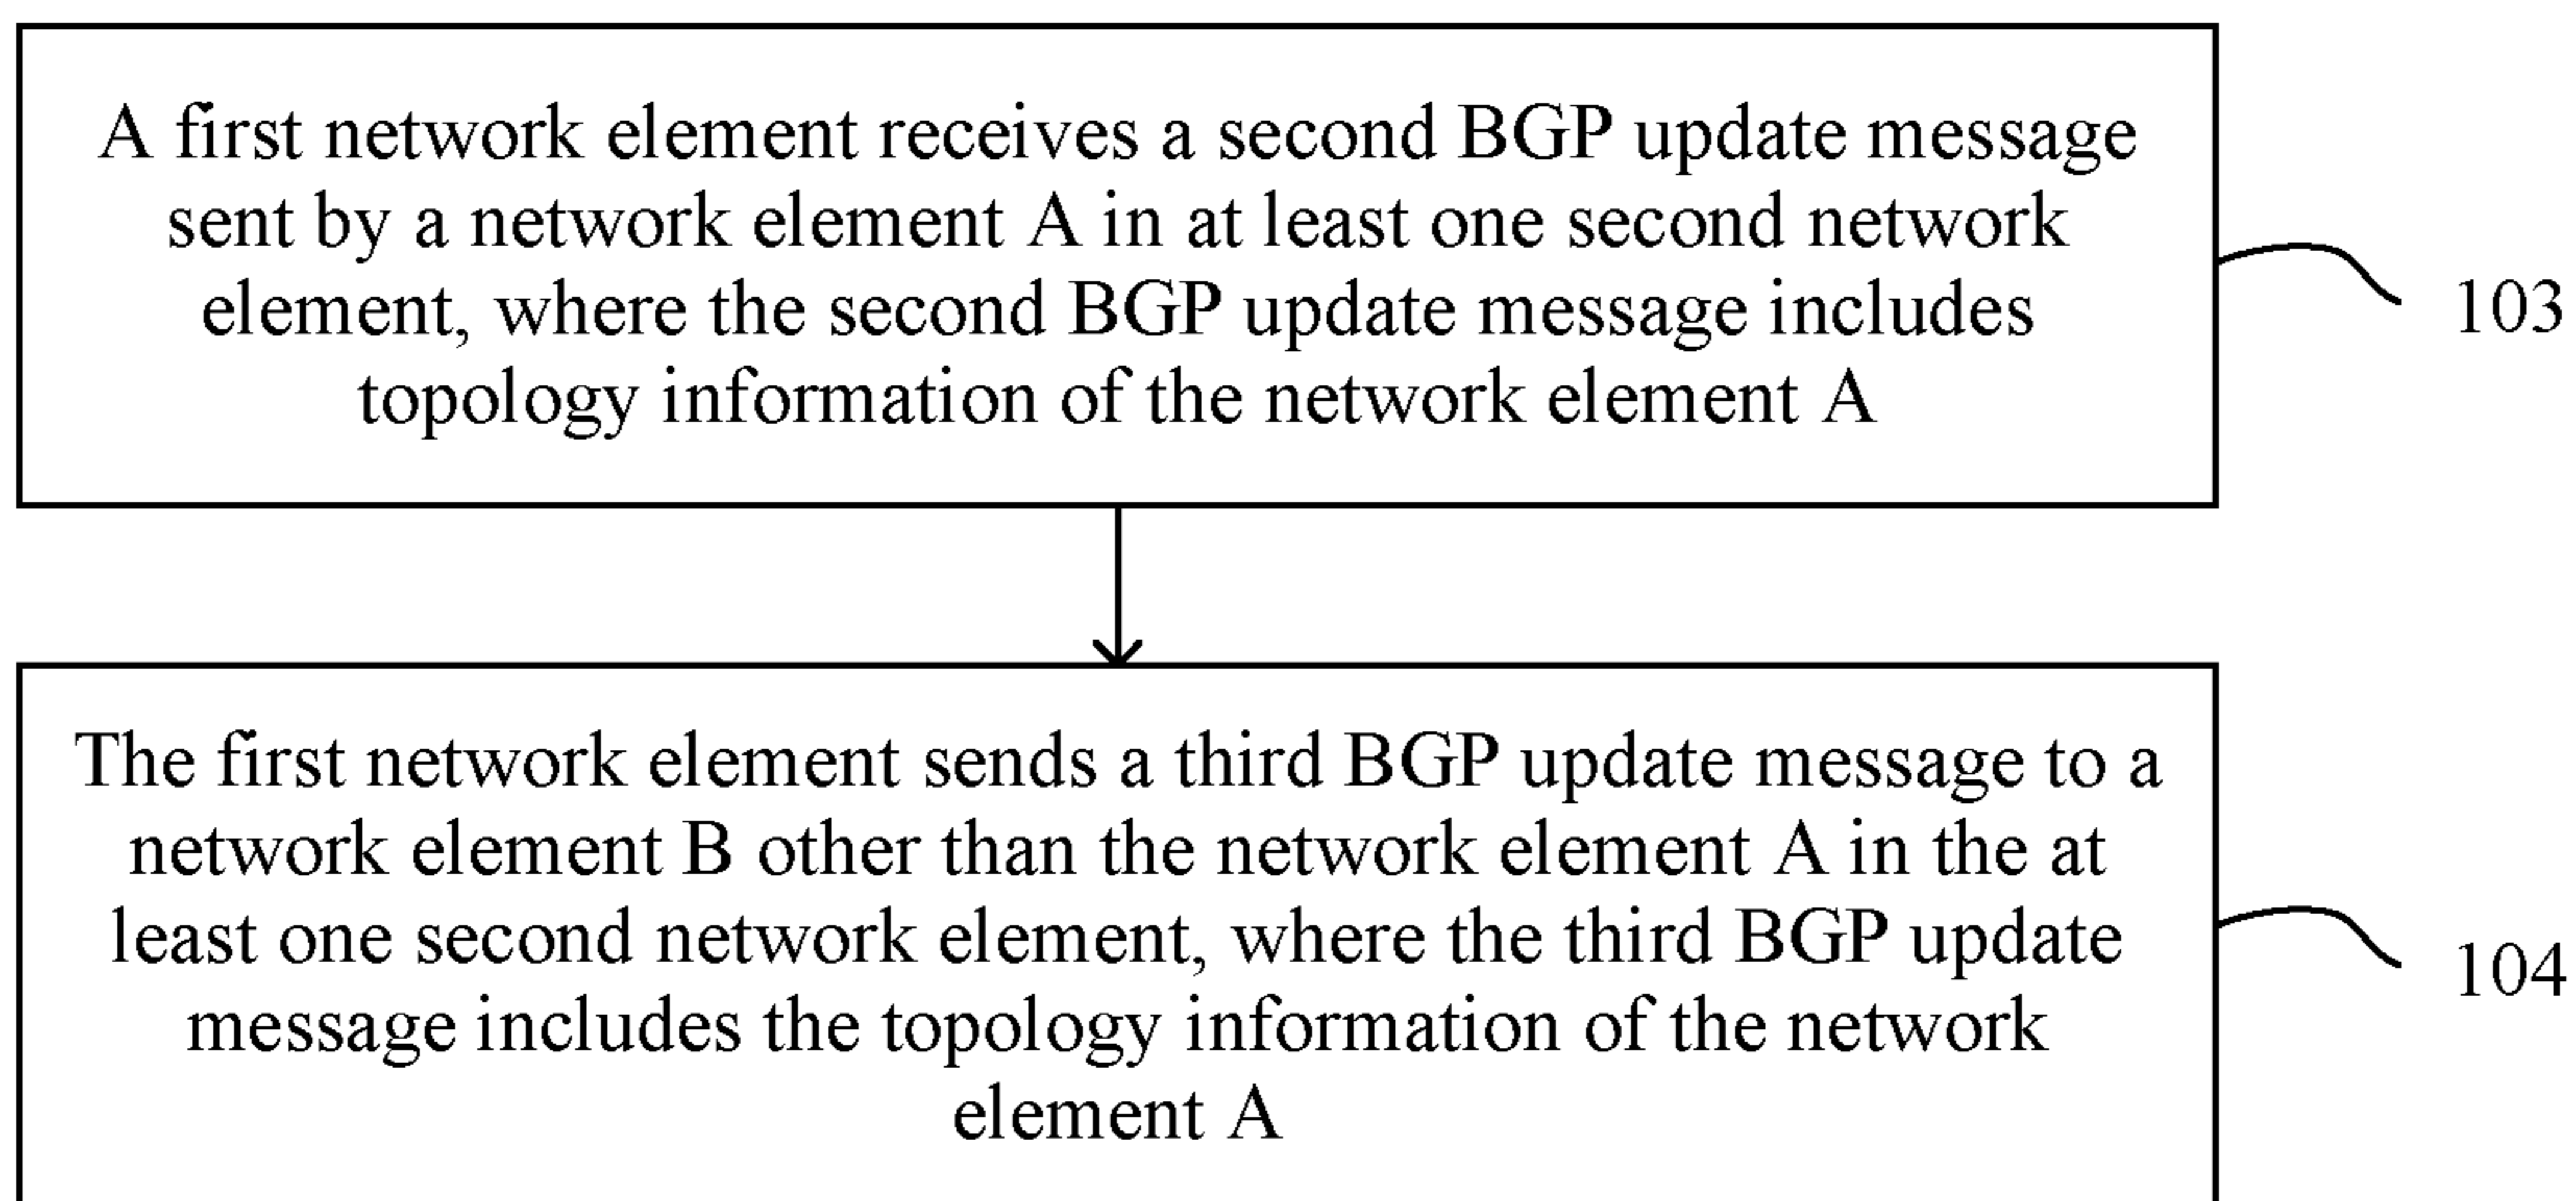 A first network element receives a second BGP update message
sent by a network element A in at least one second network
element, where the second BGP update message includes
topology information of the network element A
103
The first network element sends a third BGP update message to a
network element B other than the network element A in the at
least one second network element, where the third BGP update
message includes the topology information of the network
element A
104